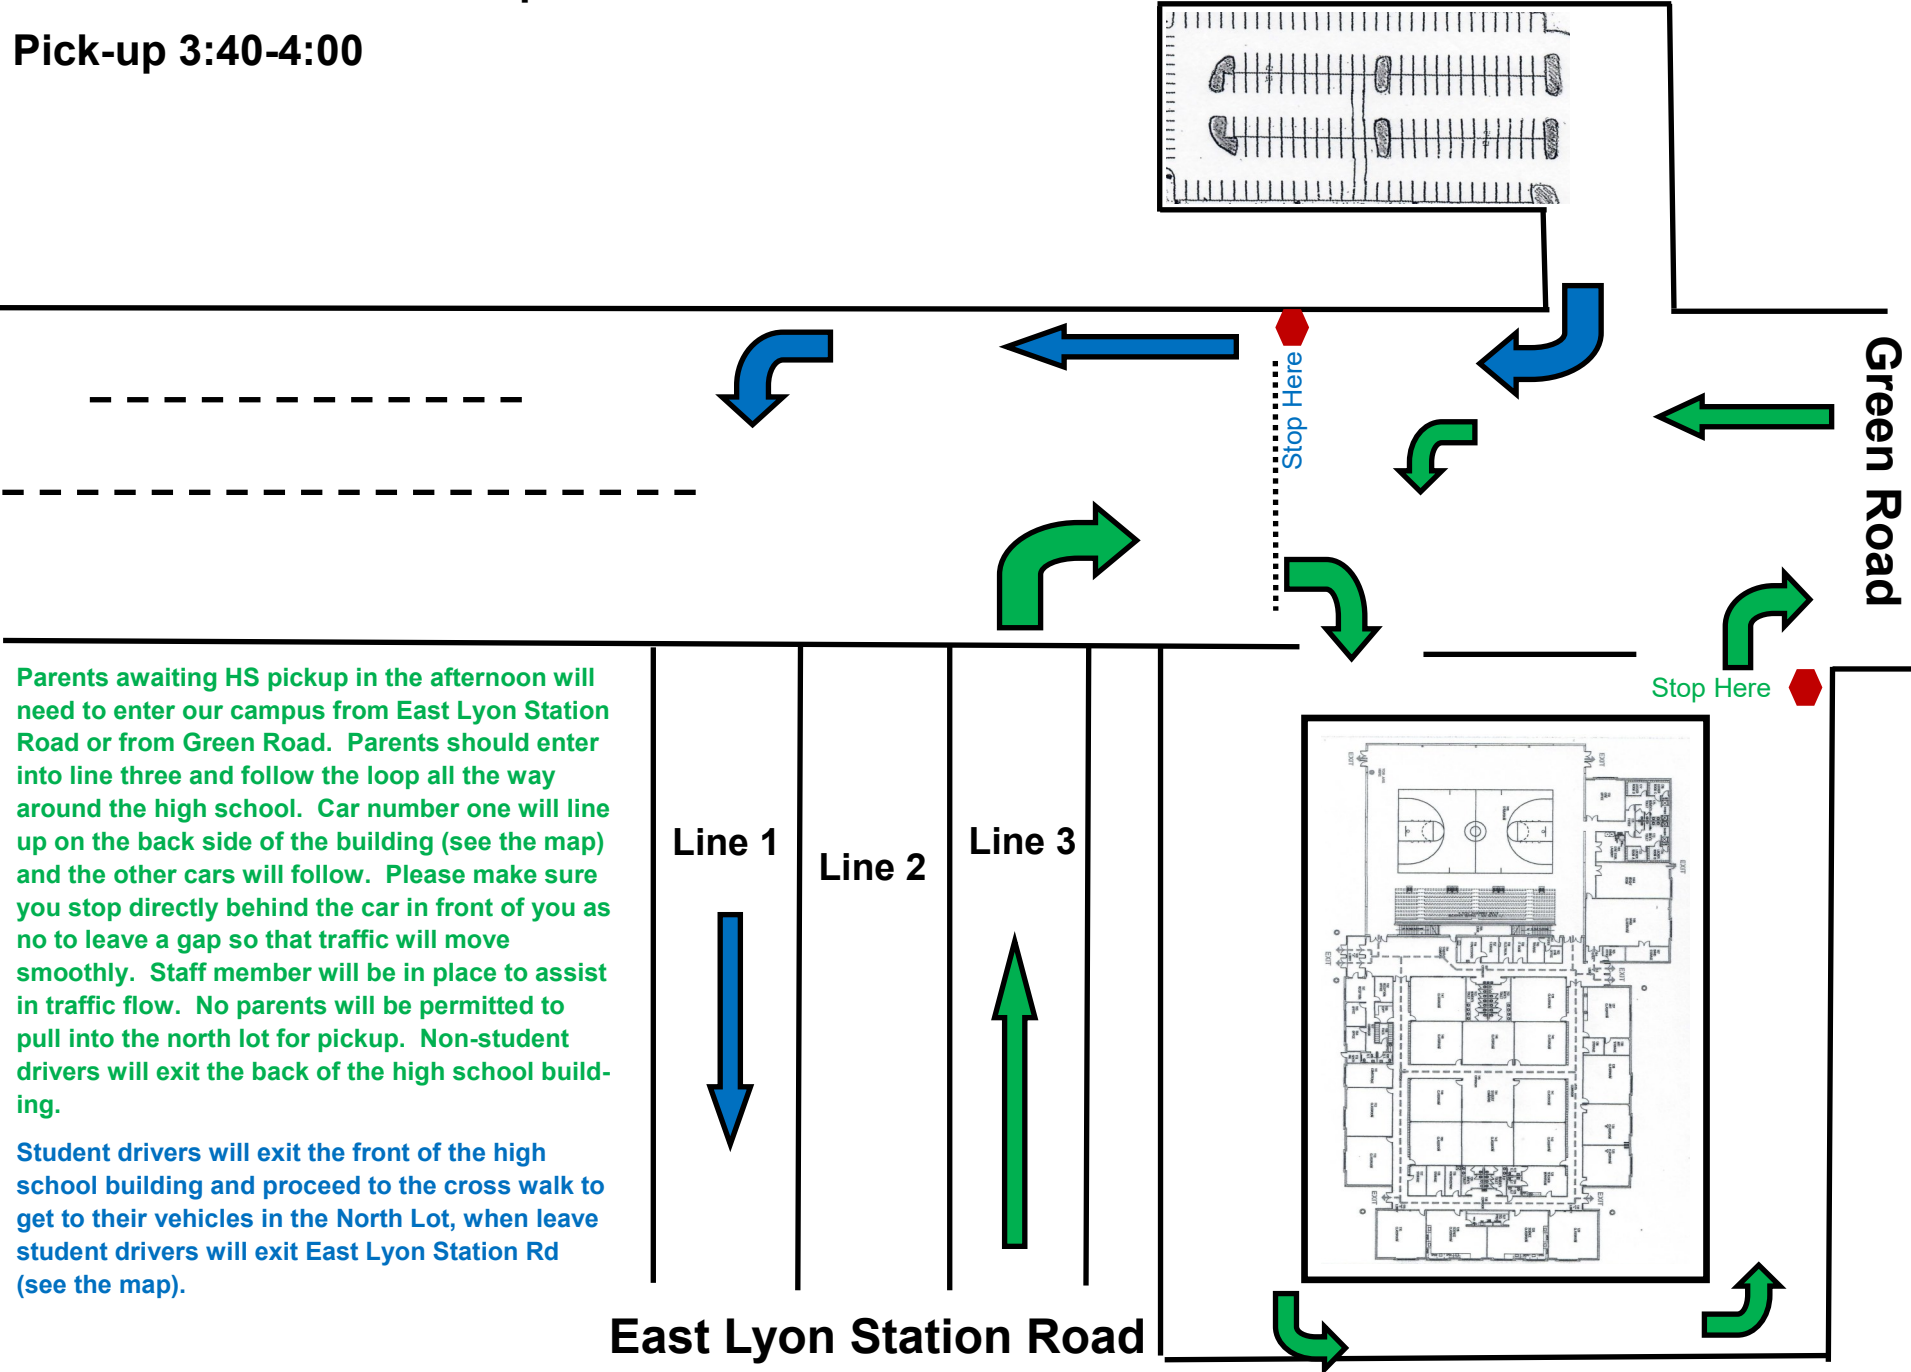 Pick-up 3:40-4:00
Stop Here
Green Road
Stop Here
Parents awaiting HS pickup in the afternoon will
need to enter our campus from East Lyon Station
Road or from Green Road.  Parents should enter
into line three and follow the loop all the way
around the high school.  Car number one will line
up on the back side of the building (see the map)
and the other cars will follow.  Please make sure
you stop directly behind the car in front of you as
no to leave a gap so that traffic will move
smoothly.  Staff member will be in place to assist
in traffic flow.  No parents will be permitted to
pull into the north lot for pickup.  Non-student
drivers will exit the back of the high school build-
ing.
Student drivers will exit the front of the high
school building and proceed to the cross walk to
get to their vehicles in the North Lot, when leave
student drivers will exit East Lyon Station Rd
(see the map).
Line 1
Line 2
Line 3
EXIT
EXIT
EXIT
EXIT
EXIT
EXIT
EXIT
East Lyon Station Road